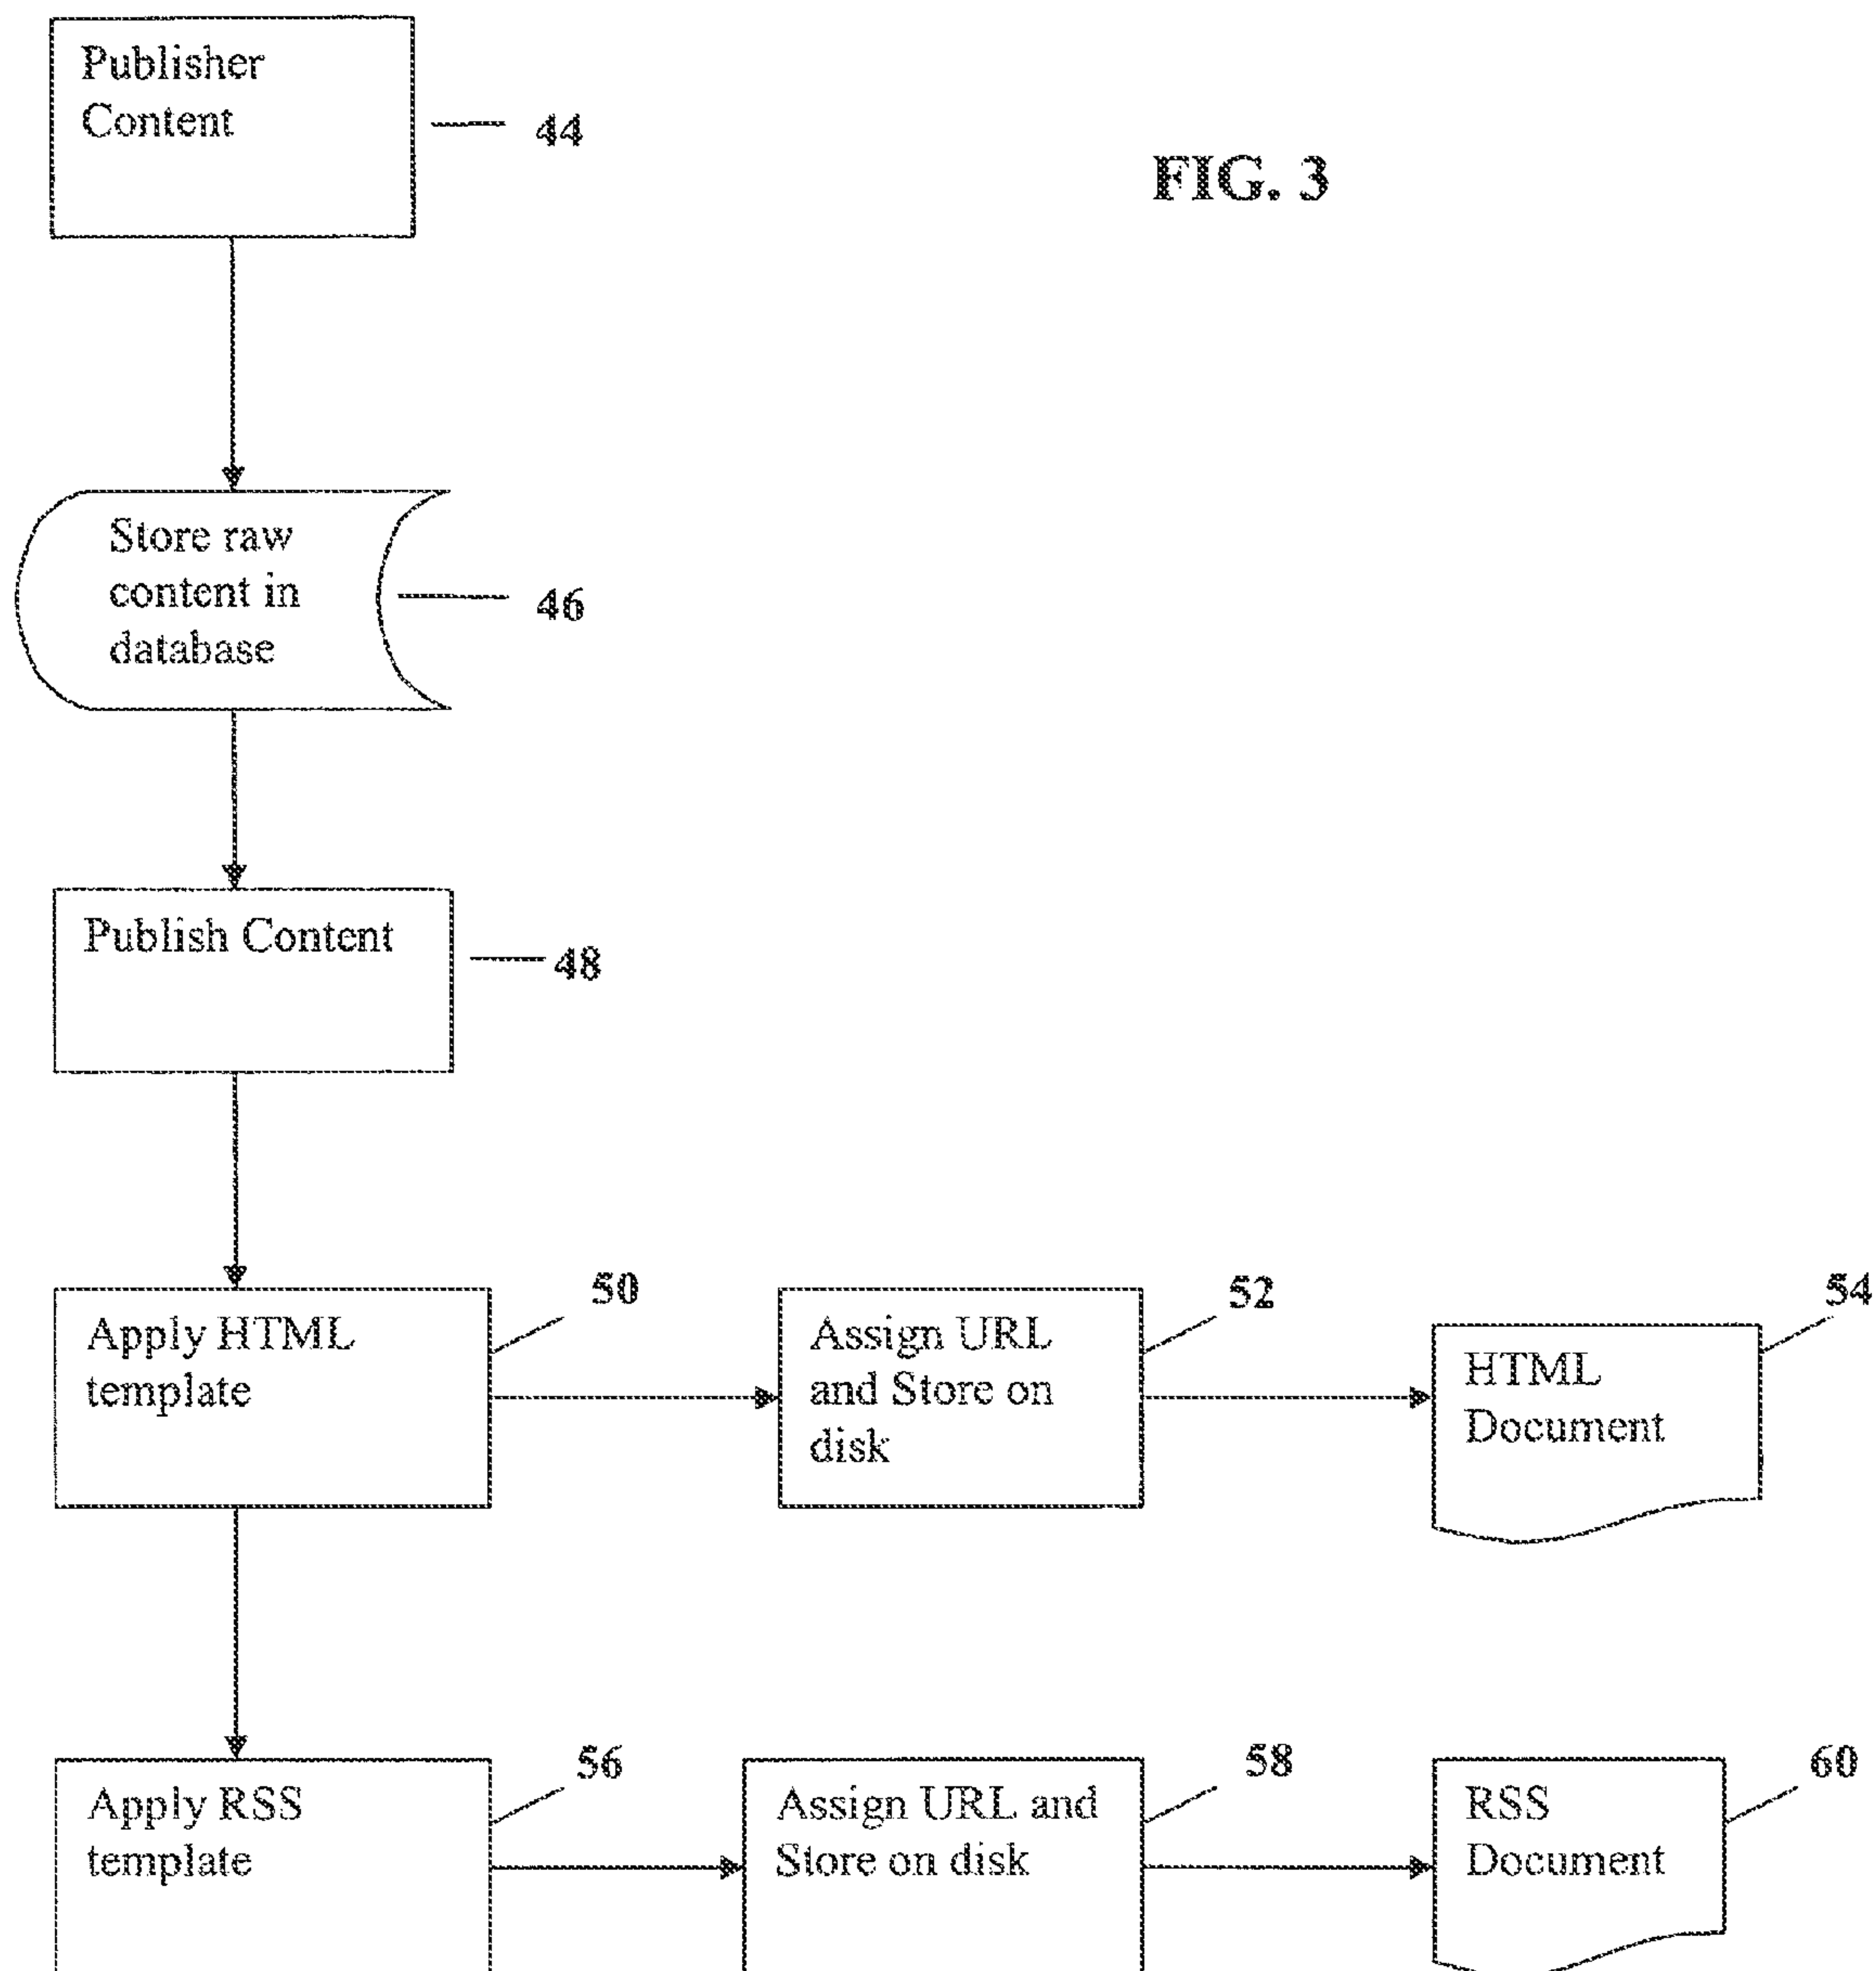 Publisher
Content
44
FIG. 3
Store raw
content in
database
46
Publish Content
48
Apply HTML
template
50
Assign URL
and Store on
disk
52
HTML
Document
54
Apply RSS
template
56
Assign URL and
Store on disk
58
RSS
Document
60